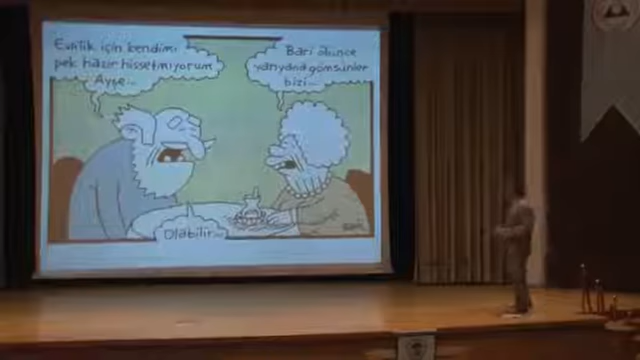 Evlilik için kendimi
pek hazır hissetmiyorum
Ayşe...
Bari ölünce
yanyana gömsünler
bizi...
Olabilir...